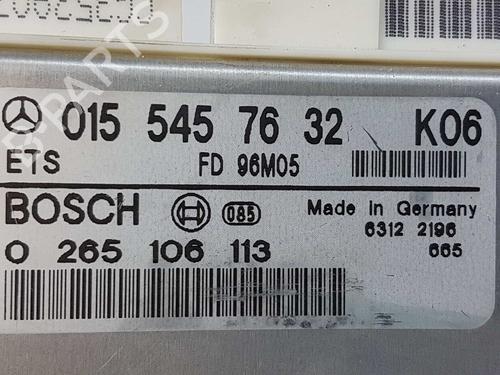 015 545 76 32 K06
ETS FD 96M05
BOSCH 085 Made in Germany
6312 2196
0 265 106 113 665
B-PARTS